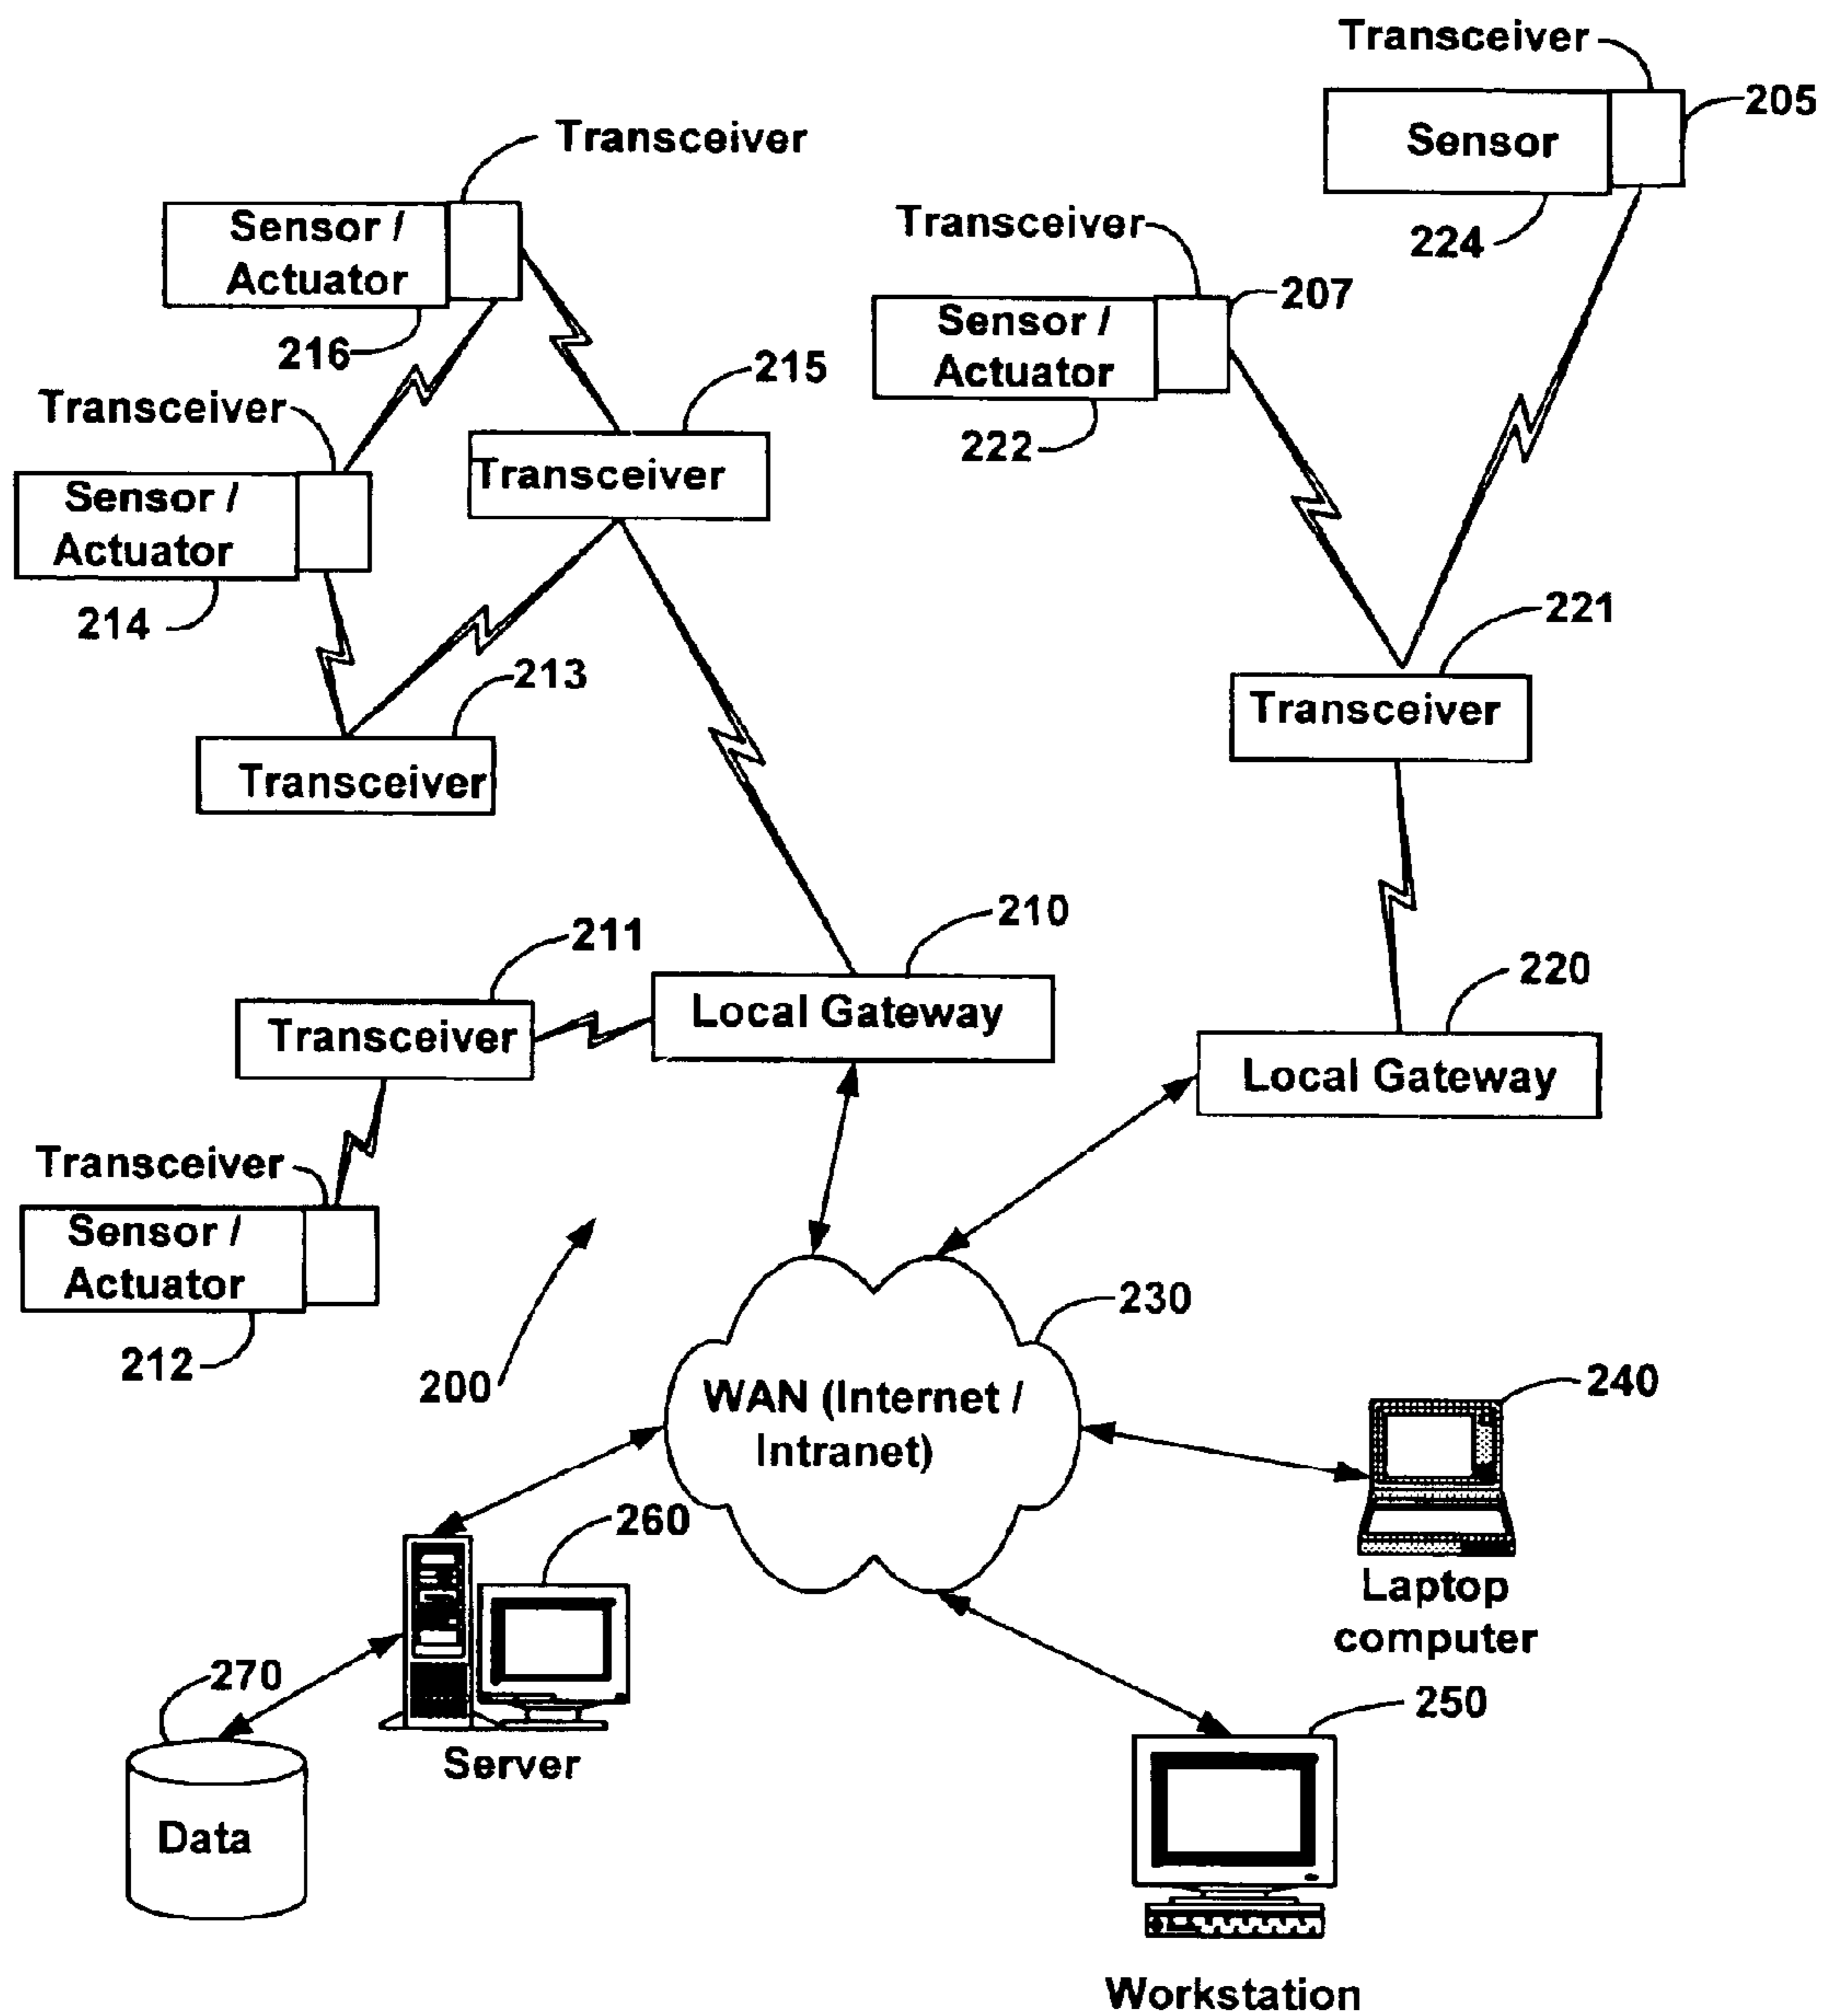 Transceiver
205
Sensor
224
Transceiver
Sensor /
Actuator
216
Transceiver
207
Sensor /
Actuator
222
215
Transceiver
Transceiver
Sensor /
Actuator
214
213
Transceiver
221
Transceiver
210
Local Gateway
211
Transceiver
220
Local Gateway
Transceiver
Sensor /
Actuator
212
200
230
WAN (Internet /
Intranet)
240
Laptop
computer
260
Server
270
Data
250
Workstation